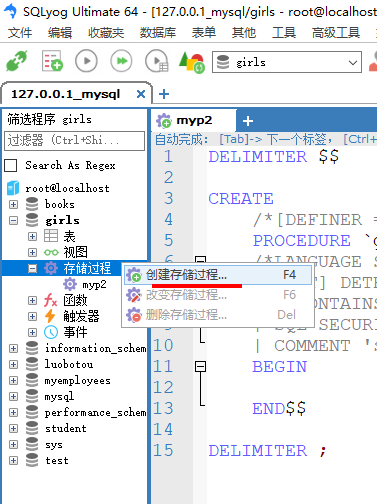 SQLyog Ultimate 64 - [127.0.0.1_mysql/girls - root@localhost
文件 编辑 收藏夹 数据库 表单 其它 工具 高级工具
girls
127.0.0.1_mysql
筛选程序 girls
过滤器 (Ctrl+Shi...
Search As Regex
root@localhost
books
girls
表
视图
存储过程
myp2
函数
触发器
事件
information_schem
luobotou
myemployees
mysql
performance_schem
student
sys
test
myp2
自动完成: [Tab]-> 下一个标签, [Ctrl
1 DELIMITER $$
2
3 CREATE
4 /*[DEFINER =
5 PROCEDURE `g
6 /*LANGUAGE S
DETE
CONTAINS
SQL SECURI
10 | COMMENT 's
11 BEGIN
12
13 END$$
14
15 DELIMITER ;
创建存储过程... F4
改变存储过程... F6
删除存储过程... Del